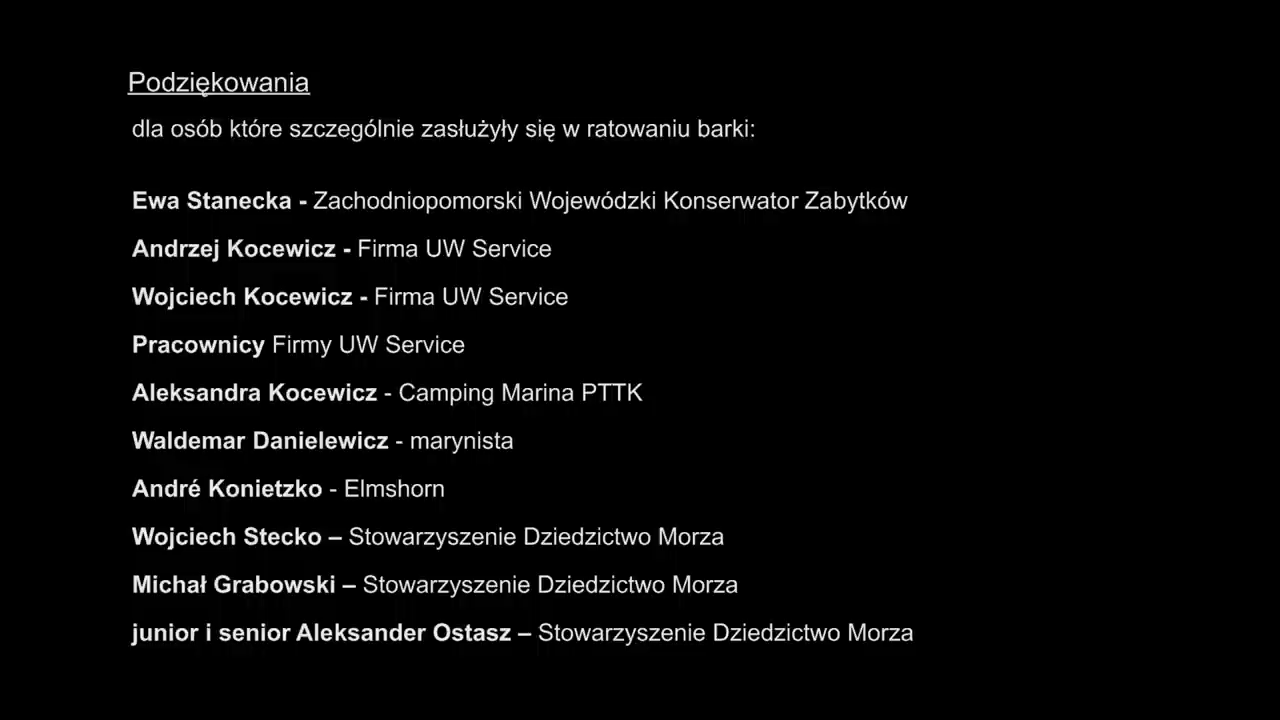 Podziękowania
dla osób które szczególnie zasłużyły się w ratowaniu barki:
Ewa Stanecka - Zachodniopomorski Wojewódzki Konserwator Zabytków
Andrzej Kocewicz - Firma UW Service
Wojciech Kocewicz - Firma UW Service
Pracownicy Firmy UW Service
Aleksandra Kocewicz - Camping Marina PTTK
Waldemar Danielewicz - marynista
André Konietzko - Elmshorn
Wojciech Stecko – Stowarzyszenie Dziedzictwo Morza
Michał Grabowski – Stowarzyszenie Dziedzictwo Morza
junior i senior Aleksander Ostasz – Stowarzyszenie Dziedzictwo Morza